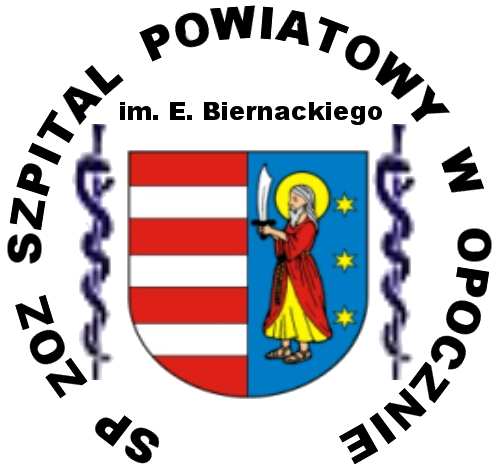 SP ZOZ SZPITAL POWIATOWY W OPOCZNIE
im. E. Biernackiego